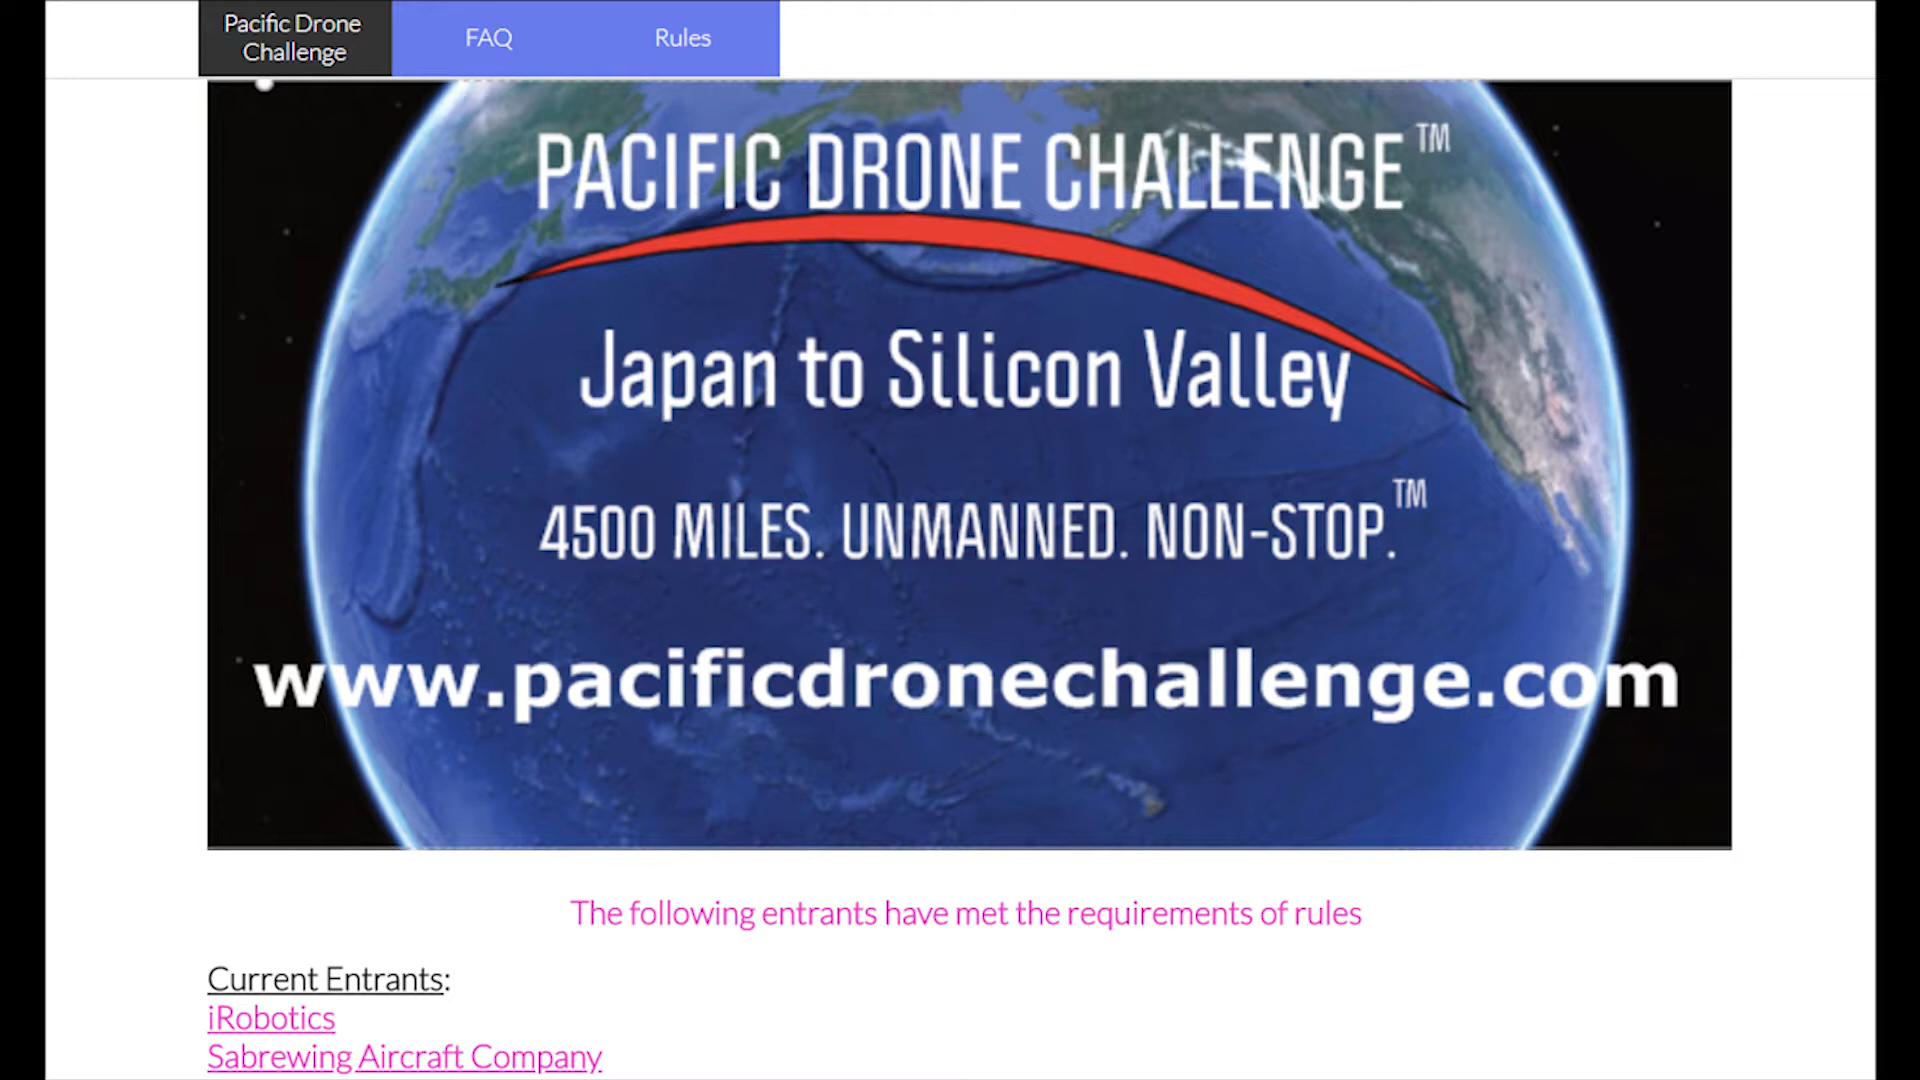 Pacific Drone
Challenge
FAQ
Rules
PACIFIC DRONE CHALLENGE™
Japan to Silicon Valley
4500 MILES. UNMANNED. NON-STOP.™
www.pacificdronechallenge.com
The following entrants have met the requirements of rules
Current Entrants:
iRobotics
Sabrewing Aircraft Company